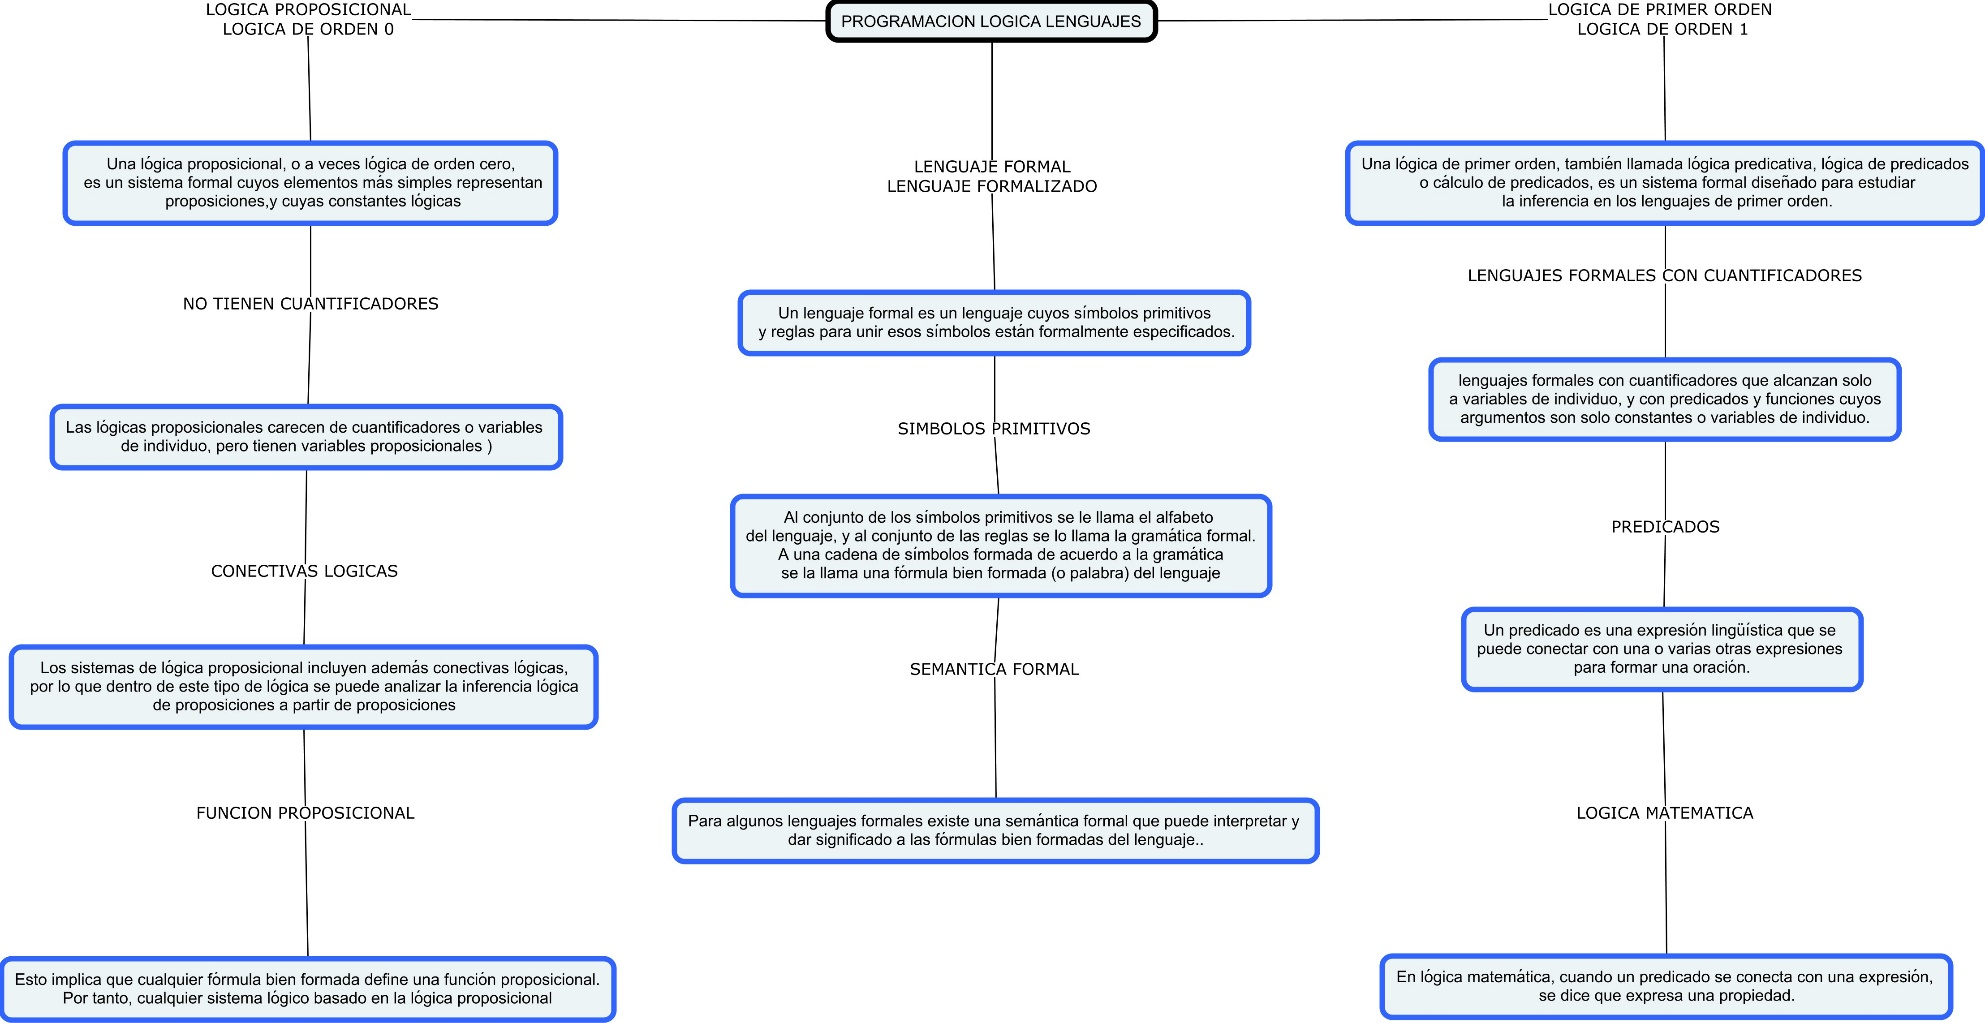 PROGRAMACION LOGICA LENGUAJES
LOGICA PROPOSICIONAL
LOGICA DE ORDEN 0
Una lógica proposicional, o a veces lógica de orden cero,
es un sistema formal cuyos elementos más simples representan
proposiciones,y cuyas constantes lógicas
NO TIENEN CUANTIFICADORES
Las lógicas proposicionales carecen de cuantificadores o variables
de individuo, pero tienen variables proposicionales )
CONECTIVAS LOGICAS
Los sistemas de lógica proposicional incluyen además conectivas lógicas,
por lo que dentro de este tipo de lógica se puede analizar la inferencia lógica
de proposiciones a partir de proposiciones
FUNCION PROPOSICIONAL
Esto implica que cualquier fórmula bien formada define una función proposicional.
Por tanto, cualquier sistema lógico basado en la lógica proposicional
LENGUAJE FORMAL
LENGUAJE FORMALIZADO
Un lenguaje formal es un lenguaje cuyos símbolos primitivos
y reglas para unir esos símbolos están formalmente especificados.
SIMBOLOS PRIMITIVOS
Al conjunto de los símbolos primitivos se le llama el alfabeto
del lenguaje, y al conjunto de las reglas se lo llama la gramática formal.
A una cadena de símbolos formada de acuerdo a la gramática
se la llama una fórmula bien formada (o palabra) del lenguaje
SEMANTICA FORMAL
Para algunos lenguajes formales existe una semántica formal que puede interpretar y
dar significado a las fórmulas bien formadas del lenguaje..
LOGICA DE PRIMER ORDEN
LOGICA DE ORDEN 1
Una lógica de primer orden, también llamada lógica predicativa, lógica de predicados
o cálculo de predicados, es un sistema formal diseñado para estudiar
la inferencia en los lenguajes de primer orden.
LENGUAJES FORMALES CON CUANTIFICADORES
lenguajes formales con cuantificadores que alcanzan solo
a variables de individuo, y con predicados y funciones cuyos
argumentos son solo constantes o variables de individuo.
PREDICADOS
Un predicado es una expresión lingüística que se
puede conectar con una o varias otras expresiones
para formar una oración.
LOGICA MATEMATICA
En lógica matemática, cuando un predicado se conecta con una expresión,
se dice que expresa una propiedad.